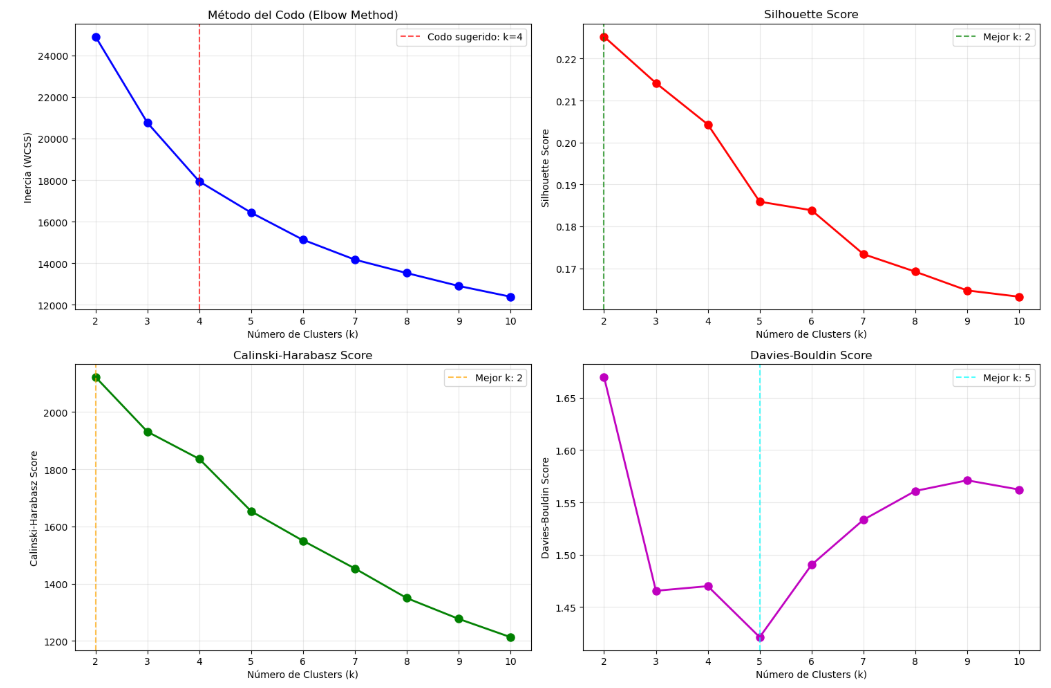 Método del Codo (Elbow Method)
Codo sugerido: k=4
Inercia (WCSS)
24000
22000
20000
18000
16000
14000
12000
2 3 4 5 6 7 8 9 10
Número de Clusters (k)
Silhouette Score
Mejor k: 2
Silhouette Score
0.22
0.21
0.20
0.19
0.18
0.17
2 3 4 5 6 7 8 9 10
Número de Clusters (k)
Calinski-Harabasz Score
Mejor k: 2
Calinski-Harabasz Score
2000
1800
1600
1400
1200
2 3 4 5 6 7 8 9 10
Número de Clusters (k)
Davies-Bouldin Score
Mejor k: 5
Davies-Bouldin Score
1.65
1.60
1.55
1.50
1.45
2 3 4 5 6 7 8 9 10
Número de Clusters (k)